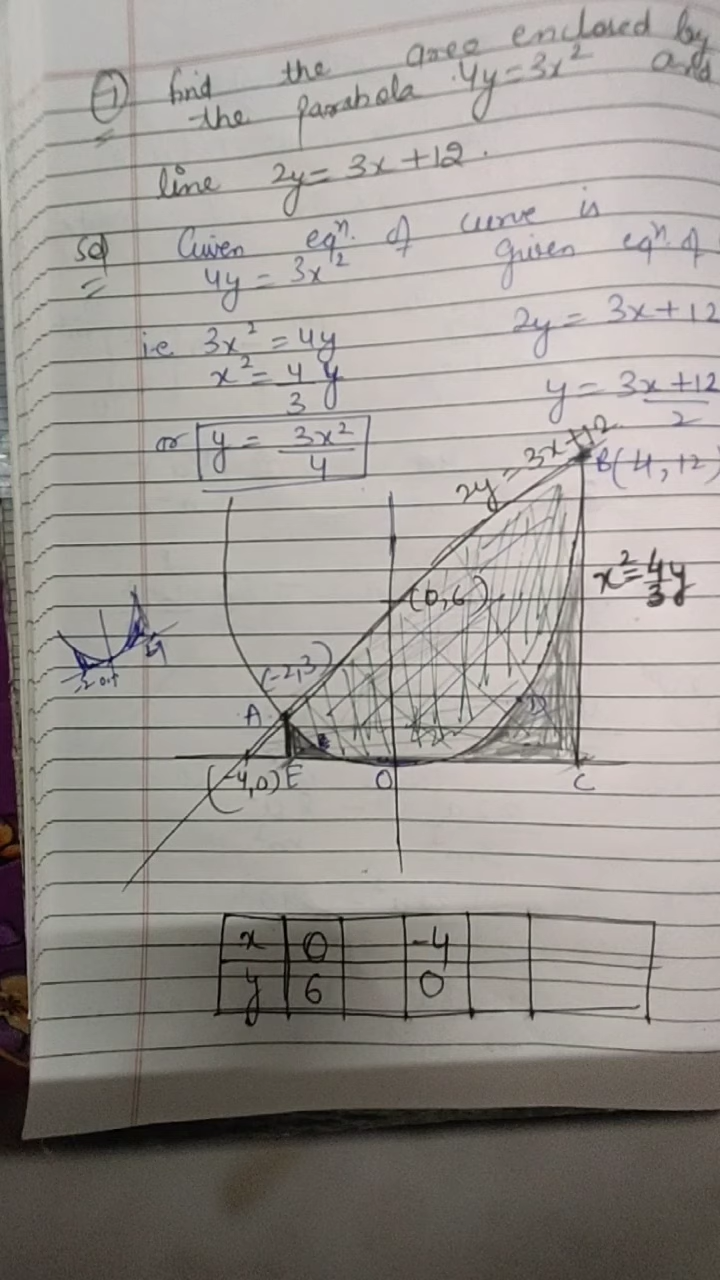 ⑦ find the area enclosed by
the parabola 4y = 3x² and
line 2y = 3x + 12.
Sol Given eqⁿ. of curve is
4y = 3x²
i.e 3x² = 4y
x² = 4/3 y
or y = 3x²/4
given eqⁿ. of
2y = 3x + 12
y = 3x + 12/2
2y = 3x + 12
B(4, 12)
x² = 4/3 y
(0, 6)
(-2, 3)
A
D
(-4, 0) E O C
x 0 -4
y 6 0